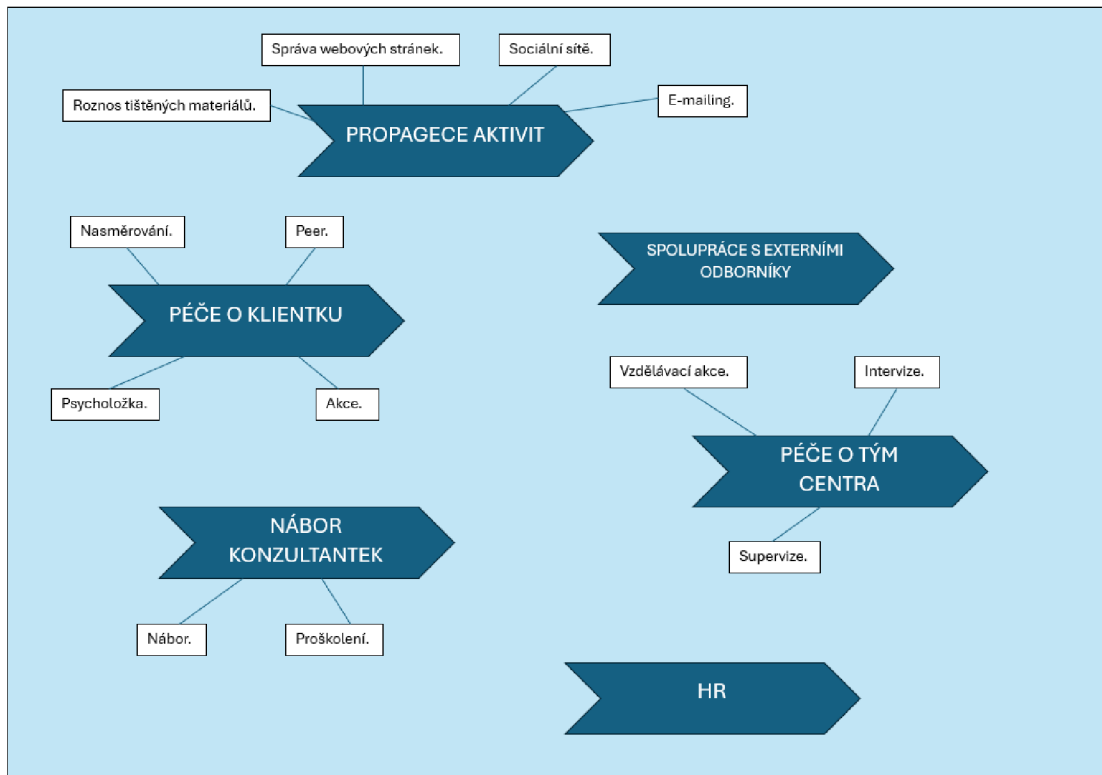 Správa webových stránek.
Sociální sítě.
Roznos tištěných materiálů.
E-mailing.
PROPAGECE AKTIVIT
Nasměrování.
Peer.
SPOLUPRÁCE S EXTERNÍMI
ODBORNÍKY
PÉČE O KLIENTKU
Psycholožka.
Akce.
Vzdělávací akce.
Intervize.
PÉČE O TÝM
CENTRA
Supervize.
NÁBOR
KONZULTANTEK
Nábor.
Proškolení.
HR